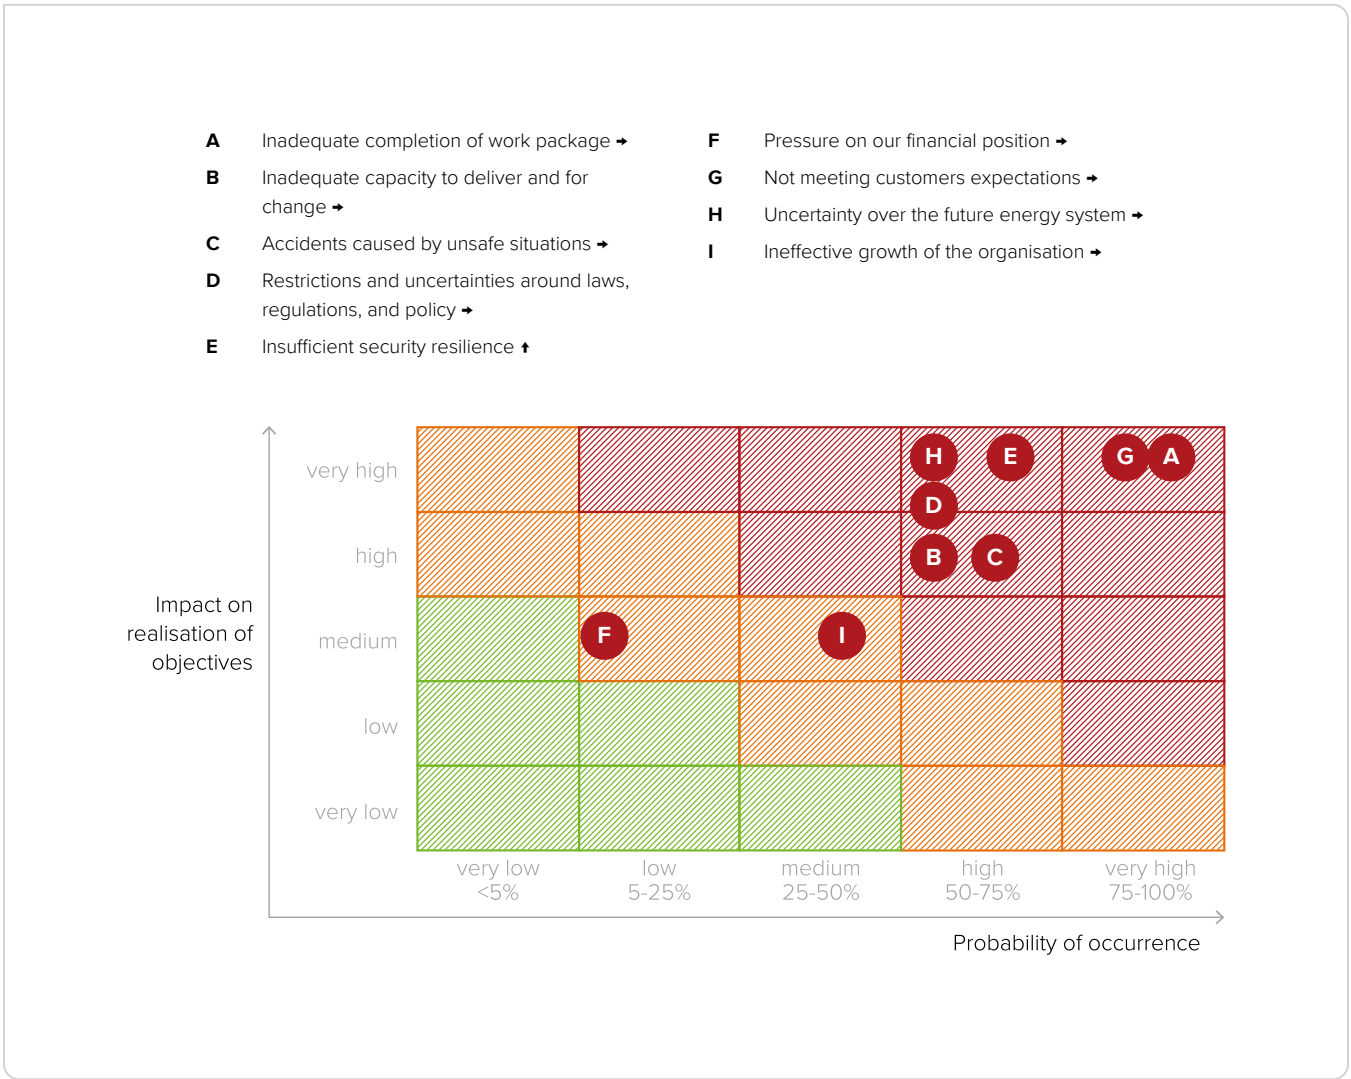 A Inadequate completion of work package →
B Inadequate capacity to deliver and for
change →
C Accidents caused by unsafe situations →
D Restrictions and uncertainties around laws,
regulations, and policy →
E Insufficient security resilience ↑
F Pressure on our financial position →
G Not meeting customers expectations →
H Uncertainty over the future energy system →
I Ineffective growth of the organisation →
Impact on
realisation of
objectives
very high
high
medium
low
very low
H E G A
D
B C
F I
very low low medium high very high
<5% 5-25% 25-50% 50-75% 75-100%
Probability of occurrence